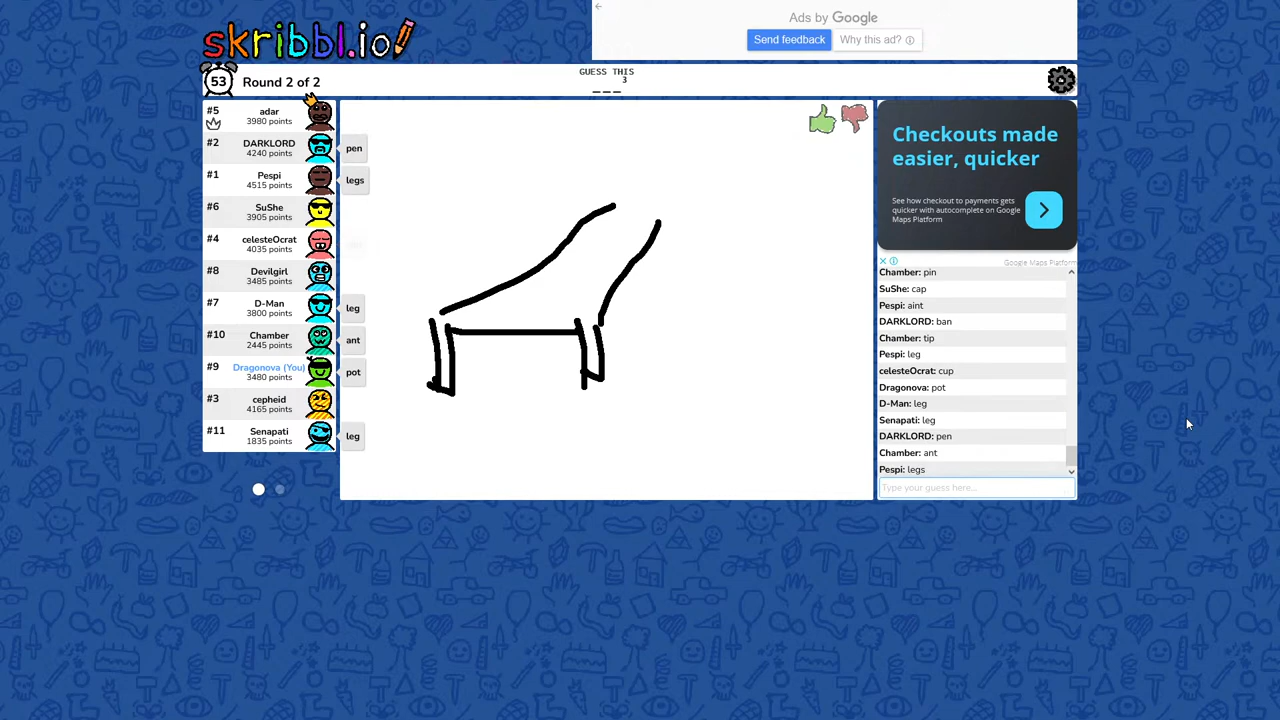 skribbl.io
Ads by Google
Send feedback
Why this ad?
53
Round 2 of 2
GUESS THIS
___ 3
#5
adar
3980 points
#2
DARKLORD
4240 points
pen
#1
Pespi
4515 points
legs
#6
SuShe
3905 points
#4
celesteOcrat
4035 points
#8
Devilgirl
3485 points
#7
D-Man
3800 points
leg
#10
Chamber
2445 points
ant
#9
Dragonova (You)
3480 points
pot
#3
cepheid
4165 points
#11
Senapati
1835 points
leg
Checkouts made
easier, quicker
See how checkout to payments gets
quicker with autocomplete on Google
Maps Platform
Google Maps Platform
Chamber: pin
SuShe: cap
Pespi: aint
DARKLORD: ban
Chamber: tip
Pespi: leg
celesteOcrat: cup
Dragonova: pot
D-Man: leg
Senapati: leg
DARKLORD: pen
Chamber: ant
Pespi: legs
Type your guess here...